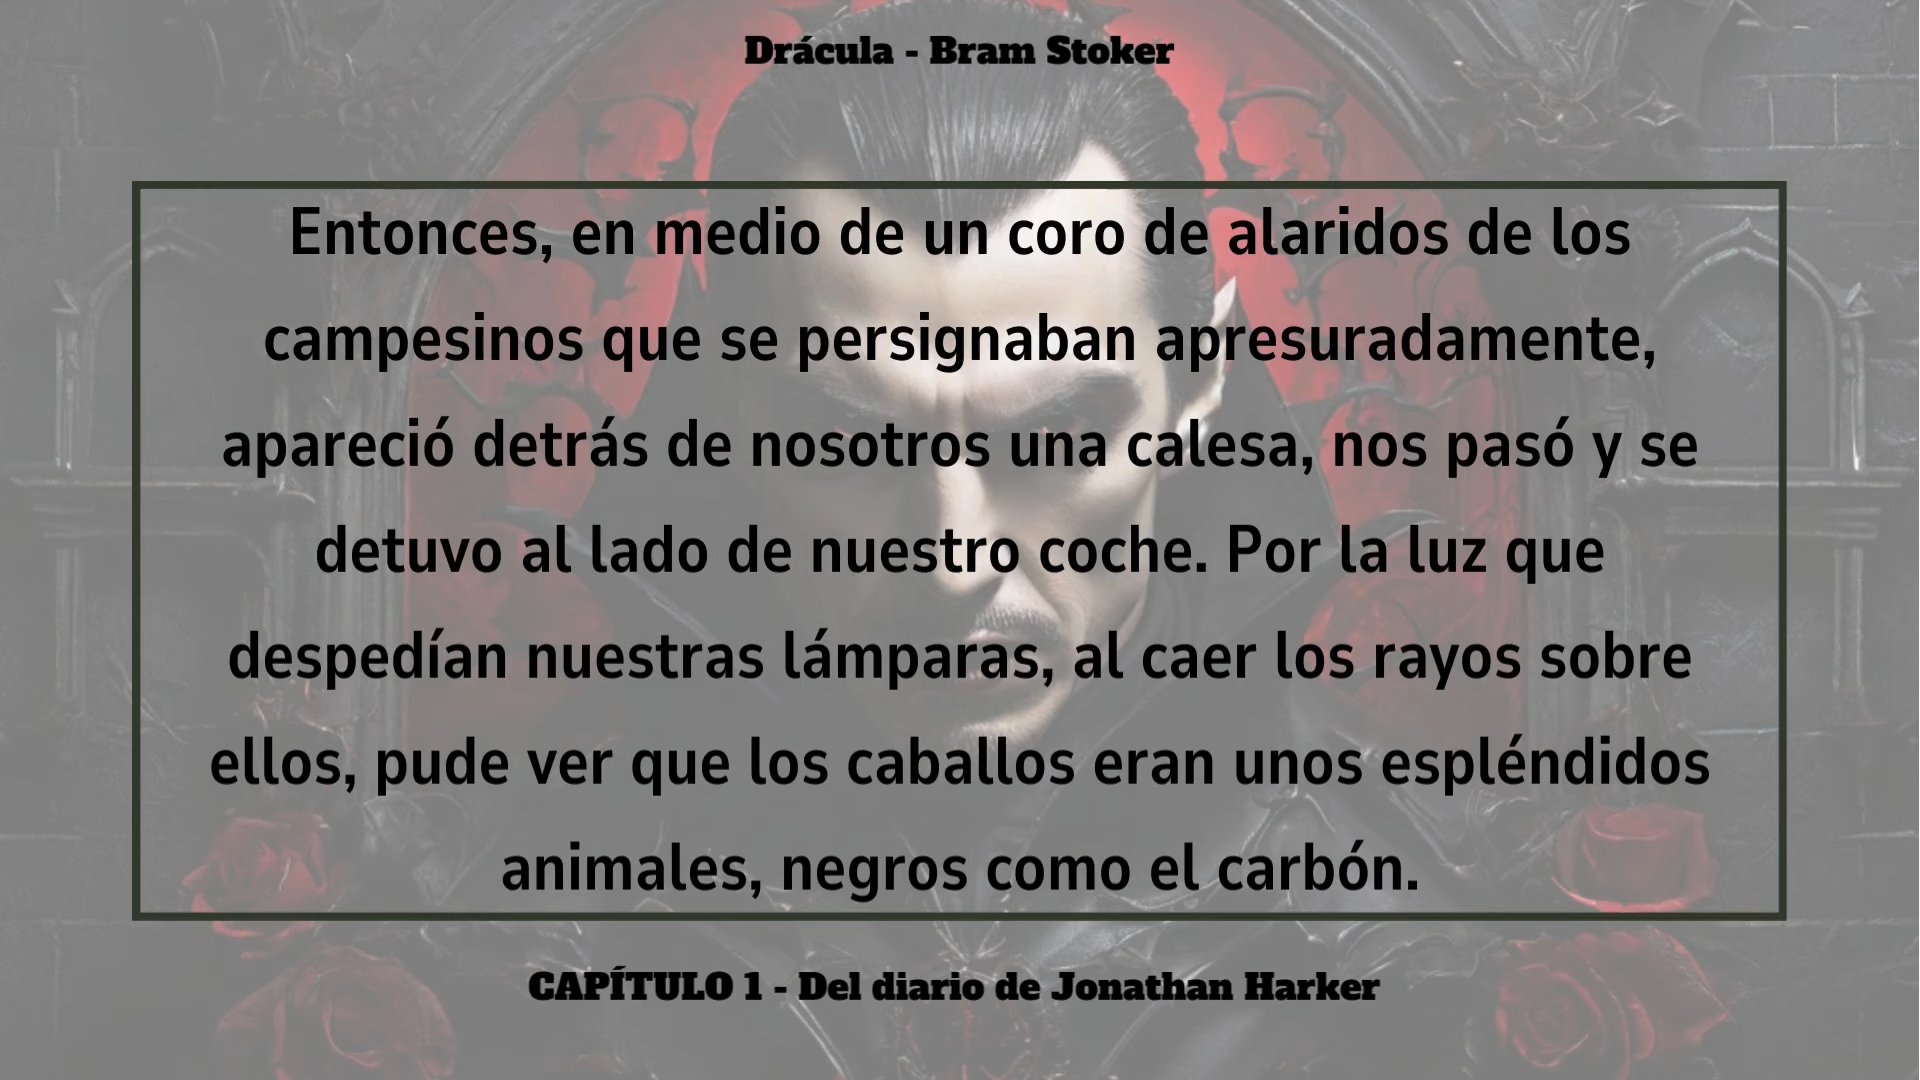 Drácula - Bram Stoker
Entonces, en medio de un coro de alaridos de los
campesinos que se persignaban apresuradamente,
apareció detrás de nosotros una calesa, nos pasó y se
detuvo al lado de nuestro coche. Por la luz que
despedían nuestras lámparas, al caer los rayos sobre
ellos, pude ver que los caballos eran unos espléndidos
animales, negros como el carbón.
CAPÍTULO 1 - Del diario de Jonathan Harker